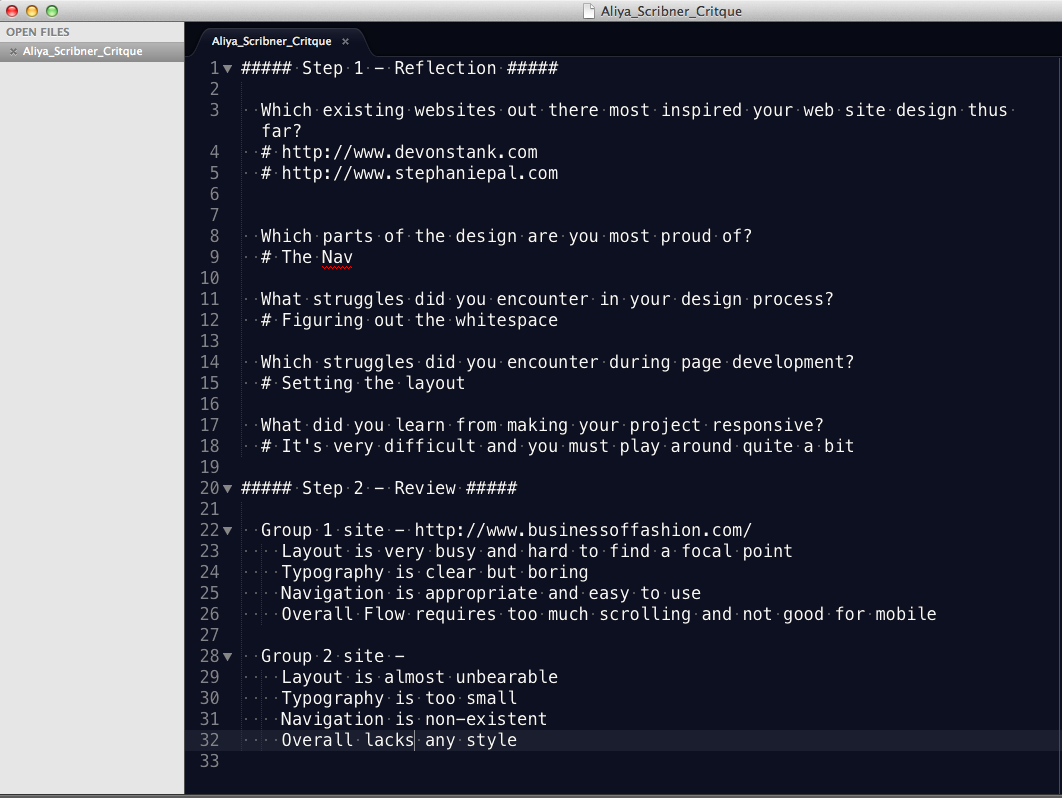 Aliya_Scribner_Critque
OPEN FILES
Aliya_Scribner_Critque
Aliya_Scribner_Critque
1 ##### Step 1 - Reflection #####
2
3 Which existing websites out there most inspired your web site design thus
far?
4 # http://www.devonstank.com
5 # http://www.stephaniepal.com
6
7
8 Which parts of the design are you most proud of?
9 # The Nav
10
11 What struggles did you encounter in your design process?
12 # Figuring out the whitespace
13
14 Which struggles did you encounter during page development?
15 # Setting the layout
16
17 What did you learn from making your project responsive?
18 # It's very difficult and you must play around quite a bit
19
20 ##### Step 2 - Review #####
21
22 Group 1 site - http://www.businessoffashion.com/
23 Layout is very busy and hard to find a focal point
24 Typography is clear but boring
25 Navigation is appropriate and easy to use
26 Overall Flow requires too much scrolling and not good for mobile
27
28 Group 2 site -
29 Layout is almost unbearable
30 Typography is too small
31 Navigation is non-existent
32 Overall lacks any style
33